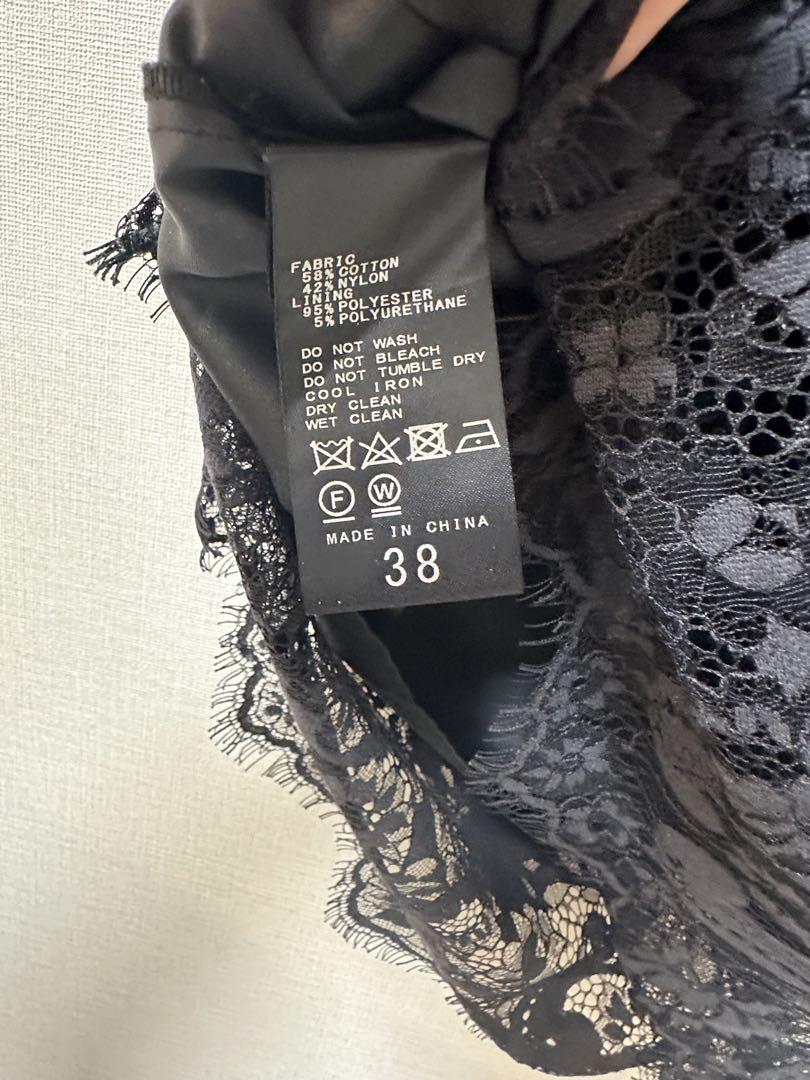 FABRIC
58% COTTON
42% NYLON
LINING
95% POLYESTER
5% POLYURETHANE
DO NOT WASH
DO NOT BLEACH
DO NOT TUMBLE DRY
COOL IRON
DRY CLEAN
WET CLEAN
F W
MADE IN CHINA
38